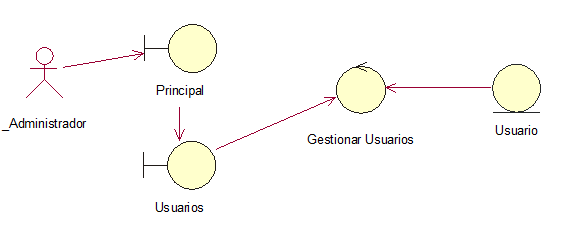 Principal
_Administrador
Gestionar Usuarios
Usuario
Usuarios